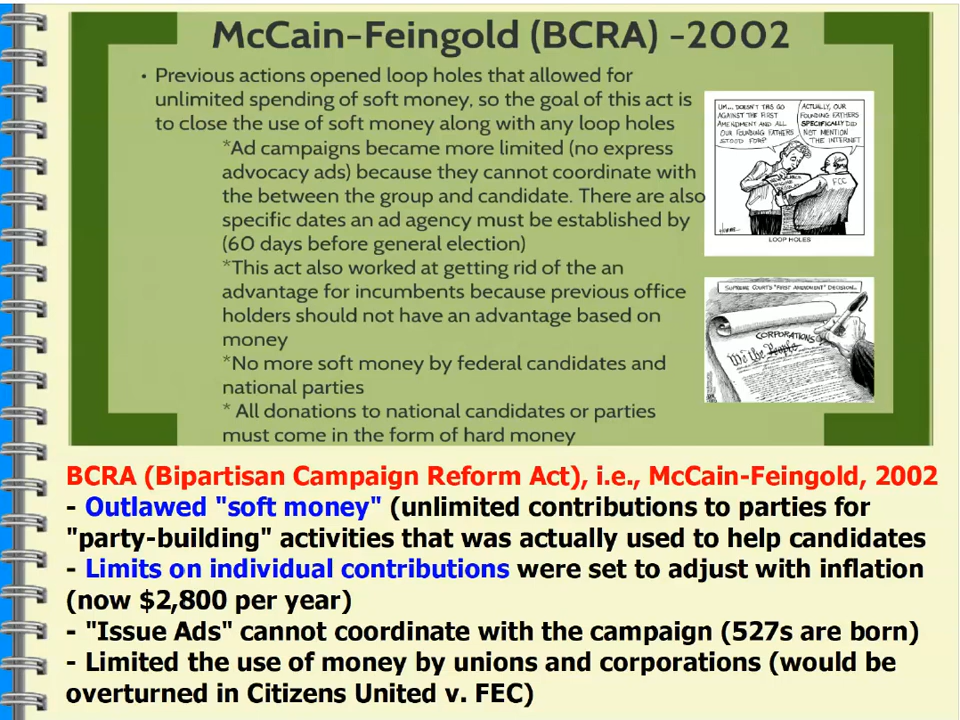 McCain-Feingold (BCRA) -2002
• Previous actions opened loop holes that allowed for
unlimited spending of soft money, so the goal of this act is
to close the use of soft money along with any loop holes
*Ad campaigns became more limited (no express
advocacy ads) because they cannot coordinate with
the between the group and candidate. There are also
specific dates an ad agency must be established by
(60 days before general election)
*This act also worked at getting rid of the an
advantage for incumbents because previous office
holders should not have an advantage based on
money
*No more soft money by federal candidates and
national parties
* All donations to national candidates or parties
must come in the form of hard money
UM... DOESN'T THIS GO
AGAINST THE FIRST
AMENDMENT AND ALL
OUR FOUNDING FATHERS
STOOD FOR?
ACTUALLY, OUR
FOUNDING FATHERS
SPECIFICALLY DID
NOT MENTION
THE INTERNET
FCC
LOOP HOLES
SUPREME COURT'S "FIRST AMENDMENT" DECISION...
CORPORATIONS
We the People
BCRA (Bipartisan Campaign Reform Act), i.e., McCain-Feingold, 2002
- Outlawed "soft money" (unlimited contributions to parties for
"party-building" activities that was actually used to help candidates
- Limits on individual contributions were set to adjust with inflation
(now $2,800 per year)
- "Issue Ads" cannot coordinate with the campaign (527s are born)
- Limited the use of money by unions and corporations (would be
overturned in Citizens United v. FEC)